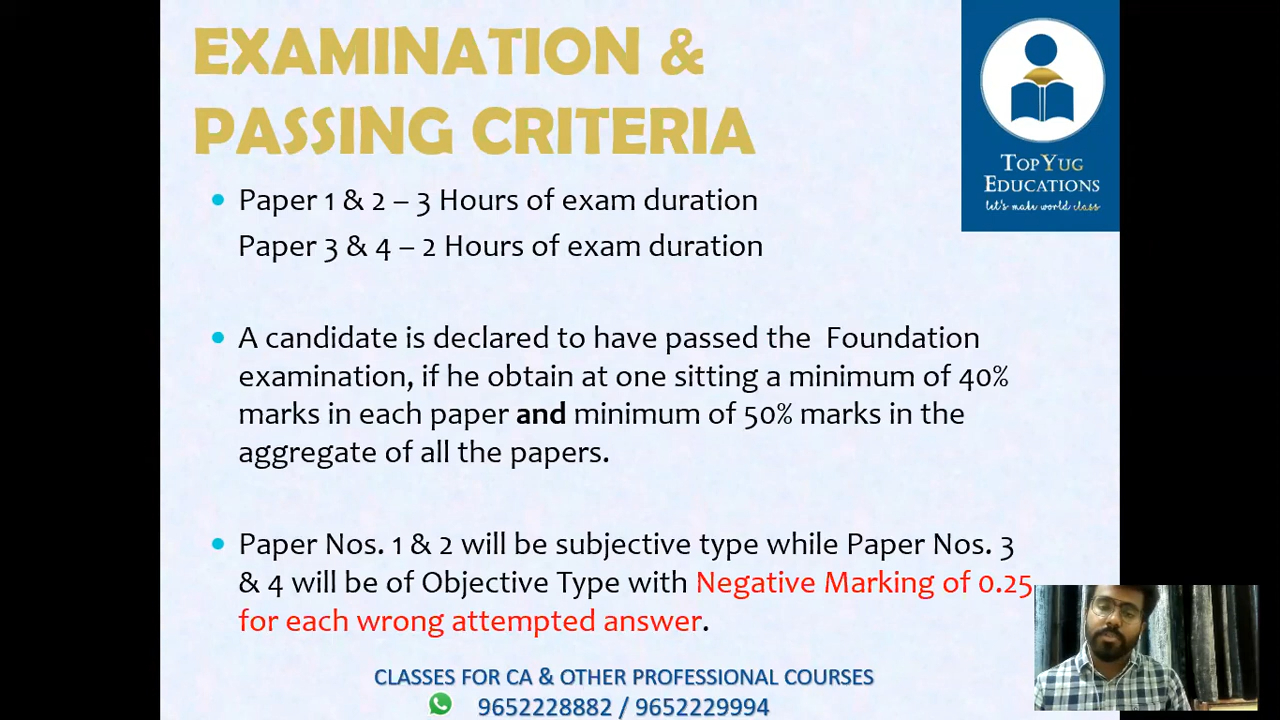 EXAMINATION &
PASSING CRITERIA
TOPYUG
EDUCATIONS
let's make world class
• Paper 1 & 2 – 3 Hours of exam duration
Paper 3 & 4 – 2 Hours of exam duration
• A candidate is declared to have passed the Foundation
examination, if he obtain at one sitting a minimum of 40%
marks in each paper and minimum of 50% marks in the
aggregate of all the papers.
• Paper Nos. 1 & 2 will be subjective type while Paper Nos. 3
& 4 will be of Objective Type with Negative Marking of 0.25
for each wrong attempted answer.
CLASSES FOR CA & OTHER PROFESSIONAL COURSES
9652228882 / 9652229994